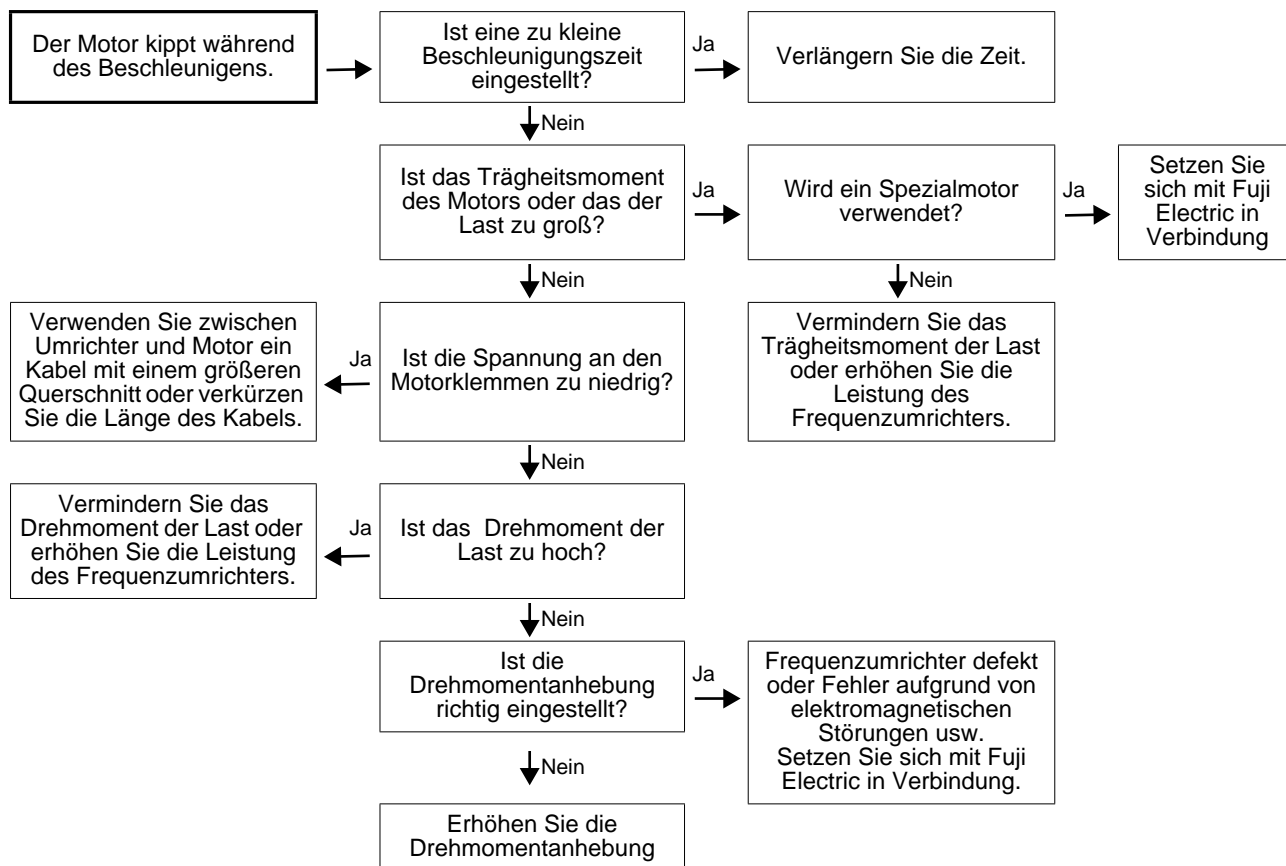 Der Motor kippt während
des Beschleunigens.
Ist eine zu kleine
Beschleunigungszeit
eingestellt?
Ja
Verlängern Sie die Zeit.
Nein
Ist das Trägheitsmoment
des Motors oder das der
Last zu groß?
Ja
Wird ein Spezialmotor
verwendet?
Ja
Setzen Sie
sich mit Fuji
Electric in
Verbindung
Nein
Nein
Verwenden Sie zwischen
Umrichter und Motor ein
Kabel mit einem größeren
Querschnitt oder verkürzen
Sie die Länge des Kabels.
Ja
Ist die Spannung an den
Motorklemmen zu niedrig?
Vermindern Sie das
Trägheitsmoment der Last
oder erhöhen Sie die
Leistung des
Frequenzumrichters.
Nein
Vermindern Sie das
Drehmoment der Last oder
erhöhen Sie die Leistung
des Frequenzumrichters.
Ja
Ist das Drehmoment der
Last zu hoch?
Nein
Ist die
Drehmomentanhebung
richtig eingestellt?
Ja
Frequenzumrichter defekt
oder Fehler aufgrund von
elektromagnetischen
Störungen usw.
Setzen Sie sich mit Fuji
Electric in Verbindung.
Nein
Erhöhen Sie die
Drehmomentanhebung